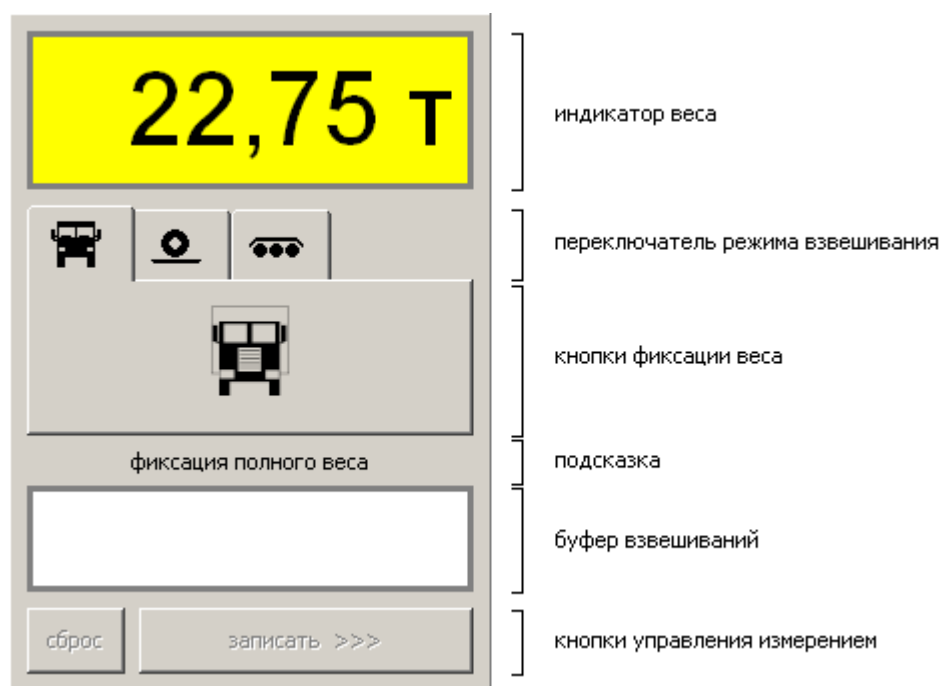 22,75 т
индикатор веса
переключатель режима взвешивания
кнопки фиксации веса
фиксация полного веса
подсказка
буфер взвешиваний
сброс
записать >>>
кнопки управления измерением